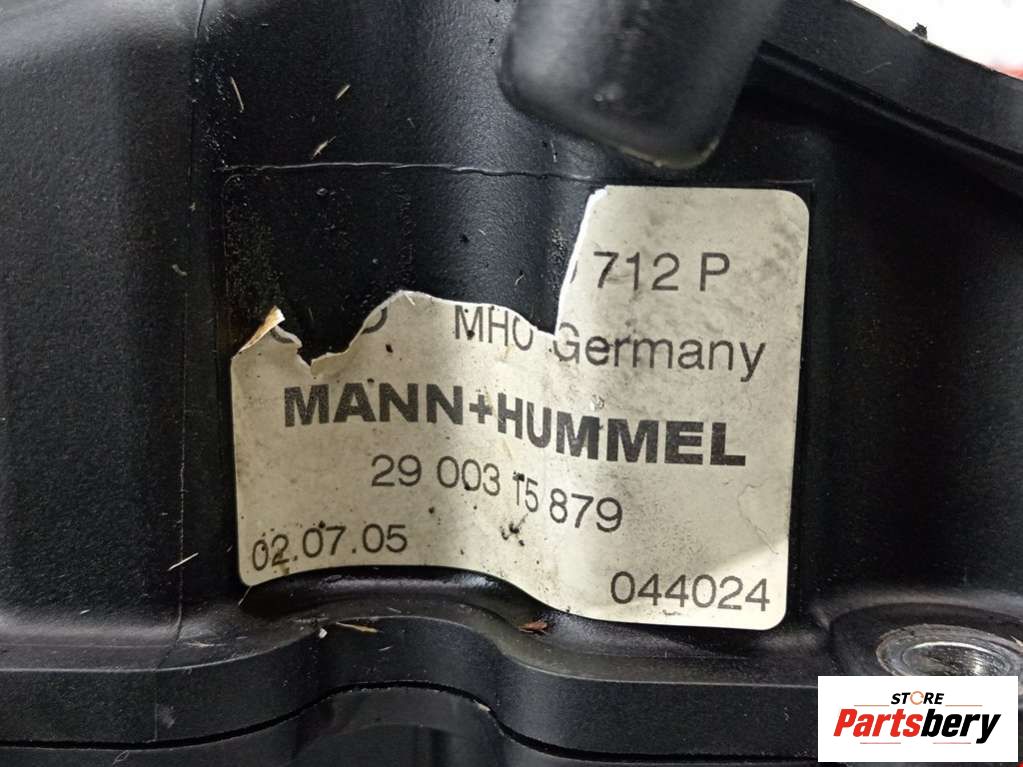 712 P
MHO Germany
MANN+HUMMEL
29 003 15 879
02.07.05
044024
STORE
Partsbery